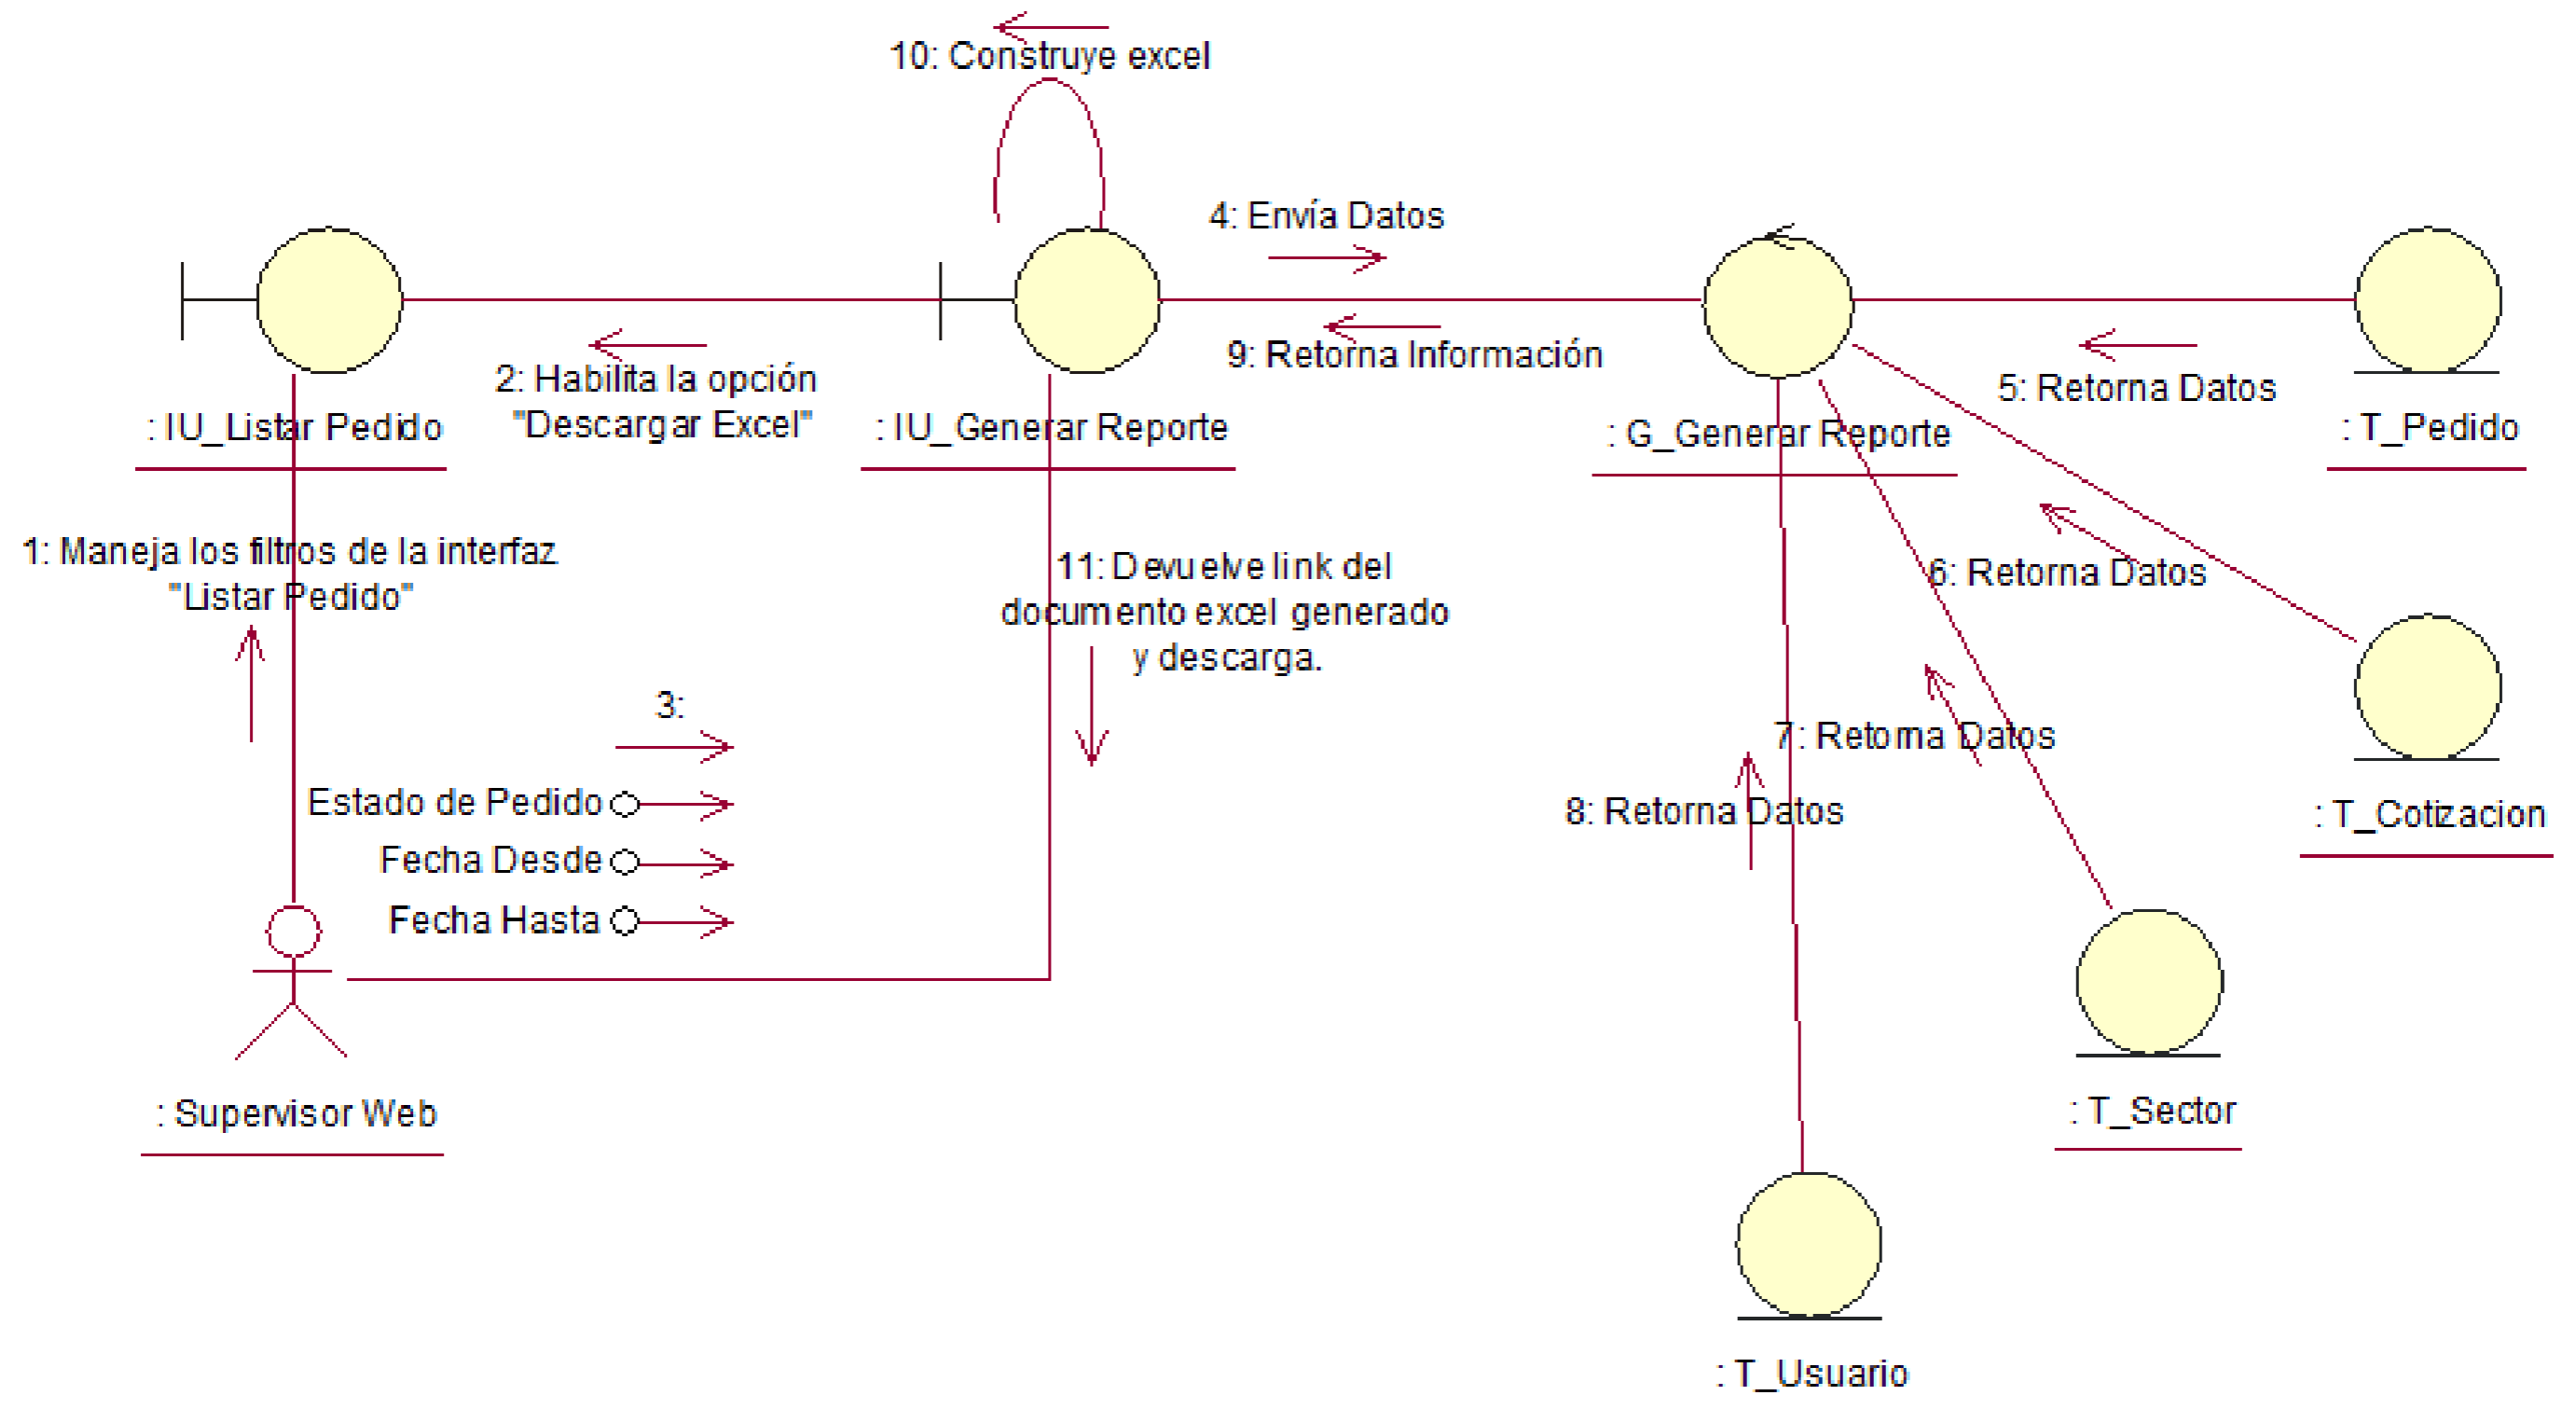 10: Construye excel
4: Envía Datos
9: Retorna Información
2: Habilita la opción
"Descargar Excel"
5: Retorna Datos
: IU_Listar Pedido
: IU_Generar Reporte
: G_Generar Reporte
: T_Pedido
1: Maneja los filtros de la interfaz
"Listar Pedido"
11: Devuelve link del
documento excel generado
y descarga.
6: Retorna Datos
3:
7: Retorna Datos
Estado de Pedido
8: Retorna Datos
: T_Cotizacion
Fecha Desde
Fecha Hasta
: Supervisor Web
: T_Sector
: T_Usuario